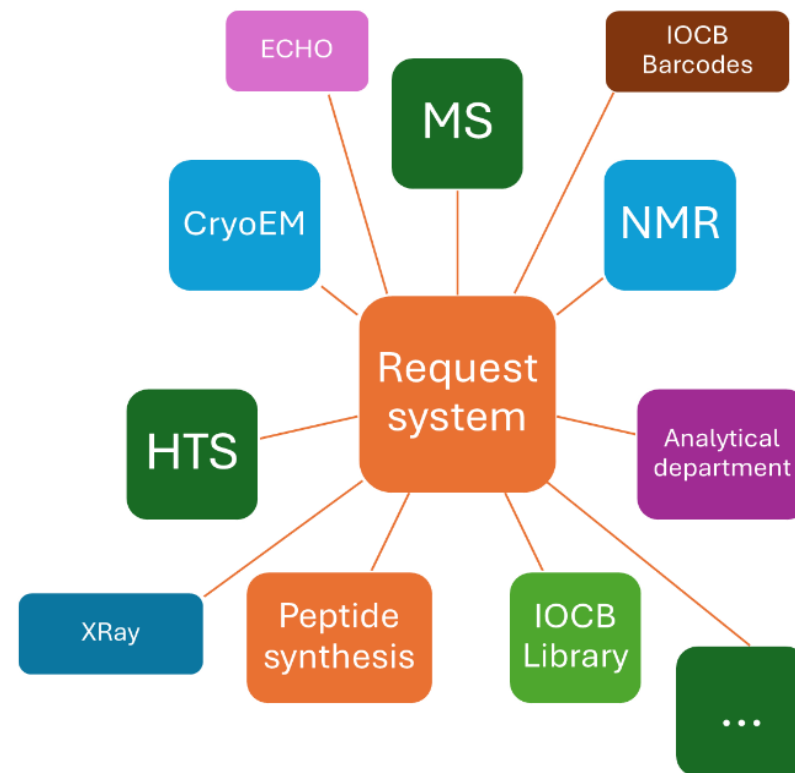 ECHO
IOCB
Barcodes
MS
CryoEM
NMR
Request
system
HTS
Analytical
department
XRay
Peptide
synthesis
IOCB
Library
...